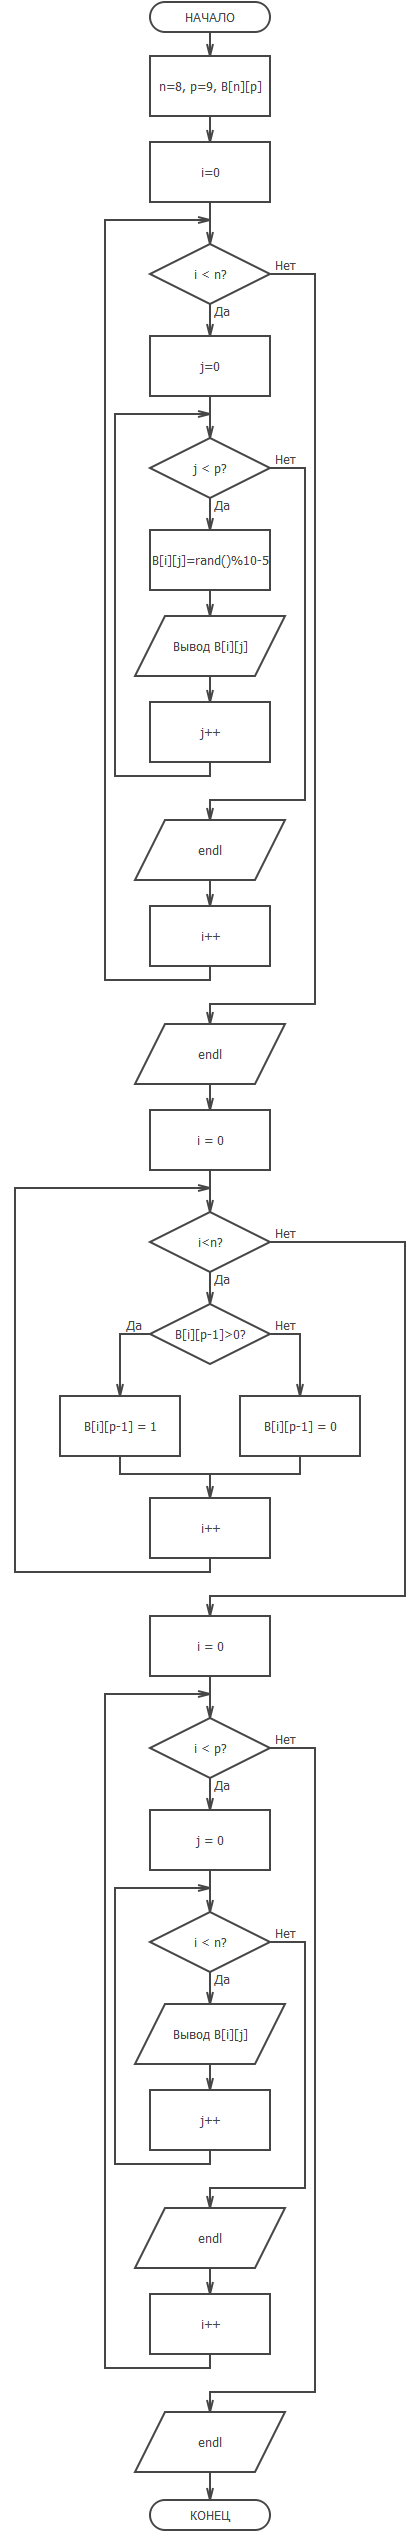 НАЧАЛО
n=8, p=9, B[n][p]
i=0
i < n?
Нет
Да
j=0
j < p?
Нет
Да
B[i][j]=rand()%10-5
Вывод B[i][j]
j++
endl
i++
endl
i = 0
i<n?
Нет
Да
B[i][p-1]>0?
Да
Нет
B[i][p-1] = 1
B[i][p-1] = 0
i++
i = 0
i < p?
Нет
Да
j = 0
i < n?
Нет
Да
Вывод B[i][j]
j++
endl
i++
endl
КОНЕЦ